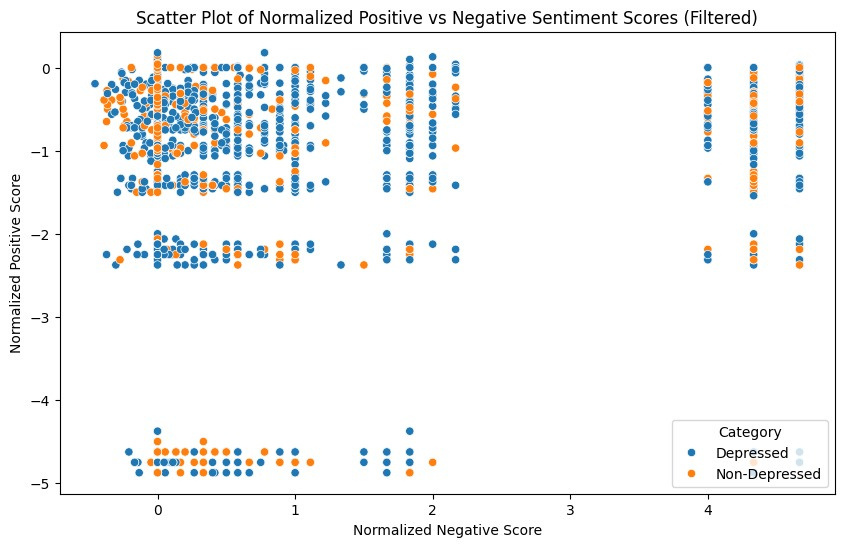 Scatter Plot of Normalized Positive vs Negative Sentiment Scores (Filtered)
Normalized Positive Score
0
−1
−2
−3
−4
−5
Category
Depressed
Non-Depressed
0
1
2
3
4
Normalized Negative Score